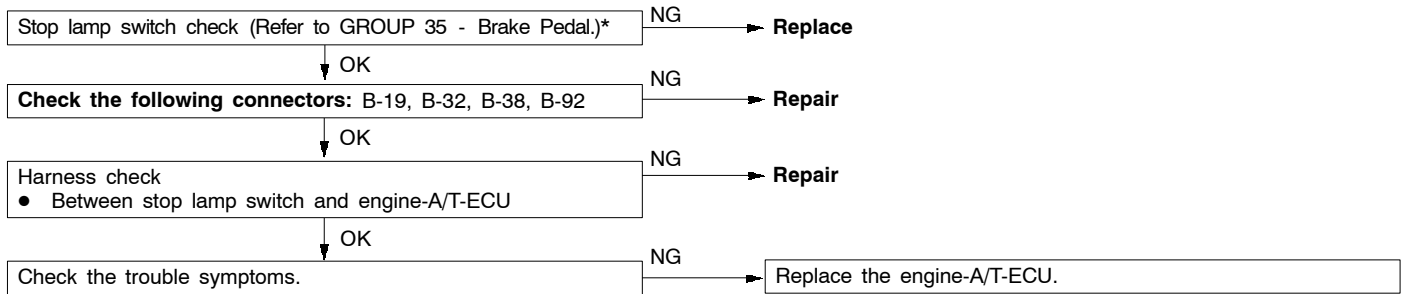 Stop lamp switch check (Refer to GROUP 35 - Brake Pedal.)*
NG
Replace
OK
Check the following connectors: B-19, B-32, B-38, B-92
NG
Repair
OK
Harness check
● Between stop lamp switch and engine-A/T-ECU
NG
Repair
OK
Check the trouble symptoms.
NG
Replace the engine-A/T-ECU.